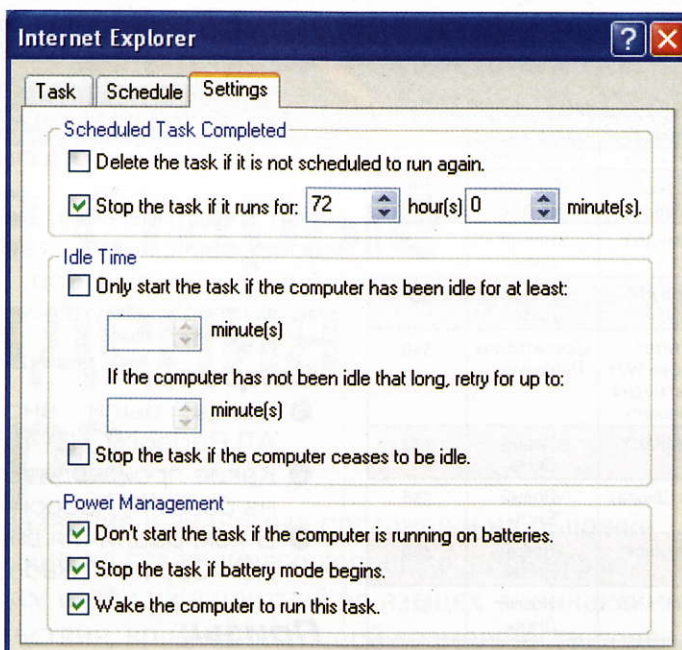 Internet Explorer
Task Schedule Settings
Scheduled Task Completed
Delete the task if it is not scheduled to run again.
Stop the task if it runs for: 72 hour(s) 0 minute(s).
Idle Time
Only start the task if the computer has been idle for at least:
minute(s)
If the computer has not been idle that long, retry for up to:
minute(s)
Stop the task if the computer ceases to be idle.
Power Management
Don't start the task if the computer is running on batteries.
Stop the task if battery mode begins.
Wake the computer to run this task.